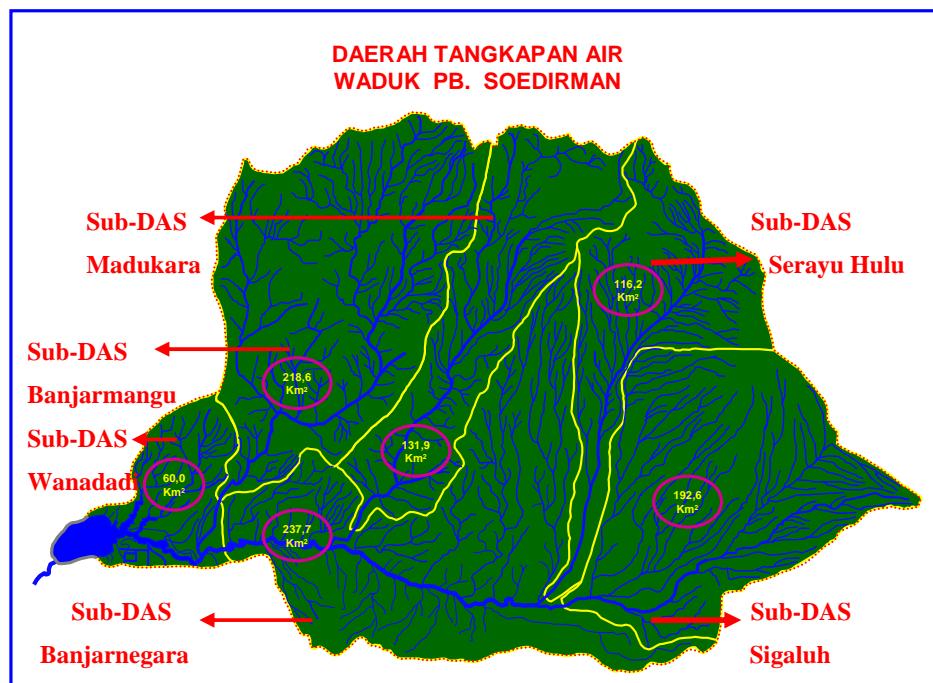 DAERAH TANGKAPAN AIR
WADUK PB. SOEDIRMAN
Sub-DAS
Madukara
Sub-DAS
Serayu Hulu
116,2
Km²
Sub-DAS
Banjarmangu
218,6
Km²
Sub-DAS
Wanadadi
60,0
Km²
131,9
Km²
192,6
Km²
237,7
Km²
Sub-DAS
Banjarnegara
Sub-DAS
Sigaluh